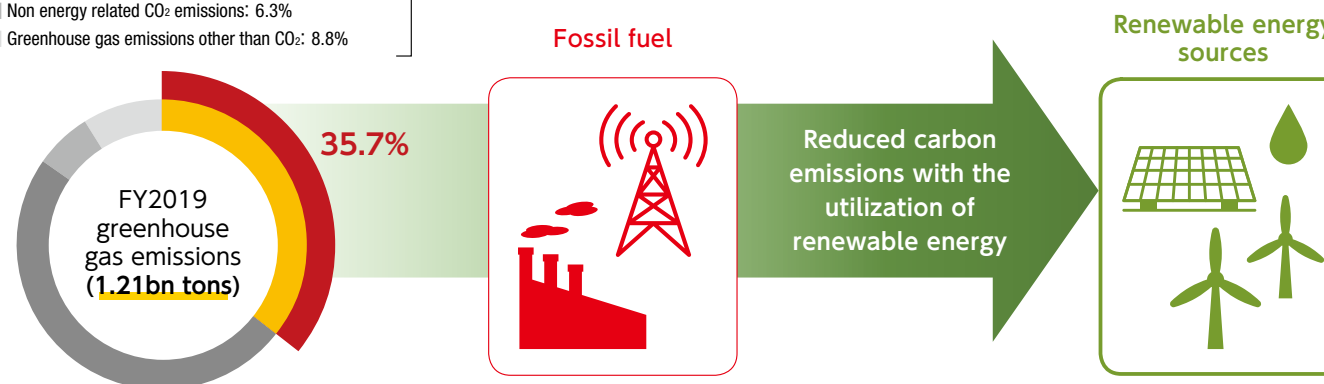 Non energy related CO₂ emissions: 6.3%
Greenhouse gas emissions other than CO₂: 8.8%
Fossil fuel
Renewable energy
sources
35.7%
FY2019
greenhouse
gas emissions
(1.21bn tons)
Reduced carbon
emissions with the
utilization of
renewable energy